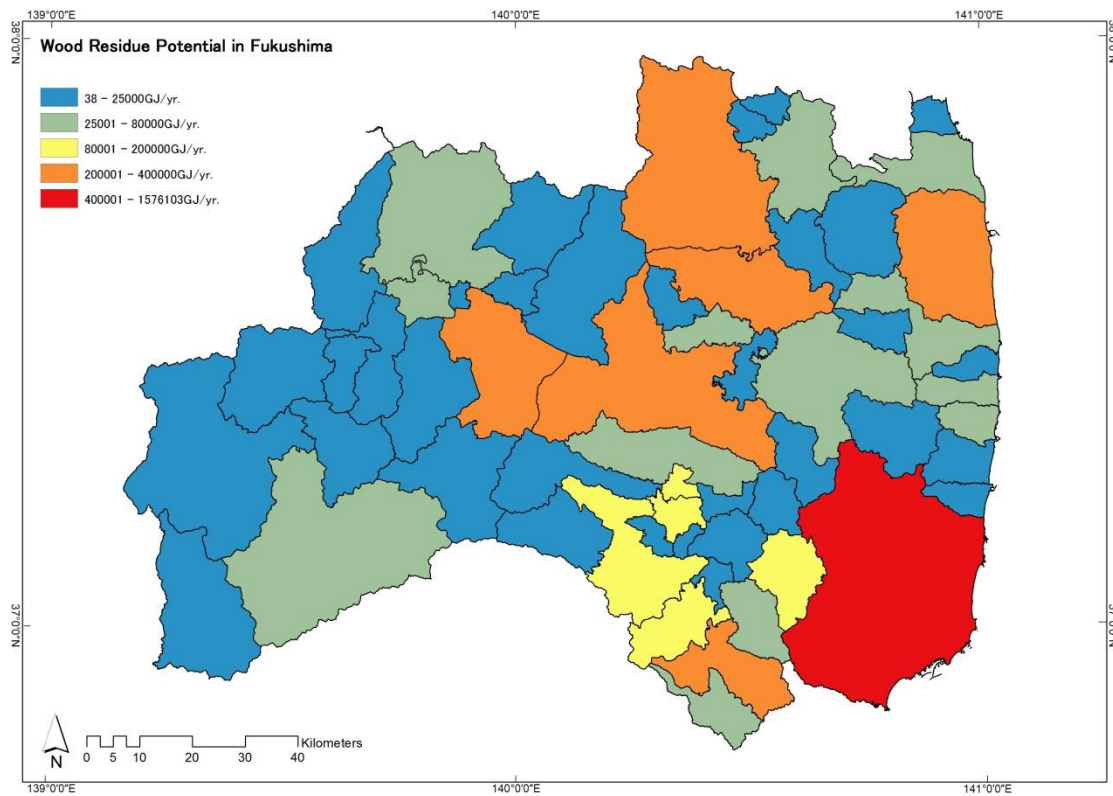 139°0'0"E 140°0'0"E 141°0'0"E
38°0'0"N
Wood Residue Potential in Fukushima
38 - 25000GJ/yr.
25001 - 80000GJ/yr.
80001 - 200000GJ/yr.
200001 - 400000GJ/yr.
400001 - 1576103GJ/yr.
37°0'0"N
N
Kilometers
0 5 10 20 30 40
139°0'0"E 140°0'0"E 141°0'0"E